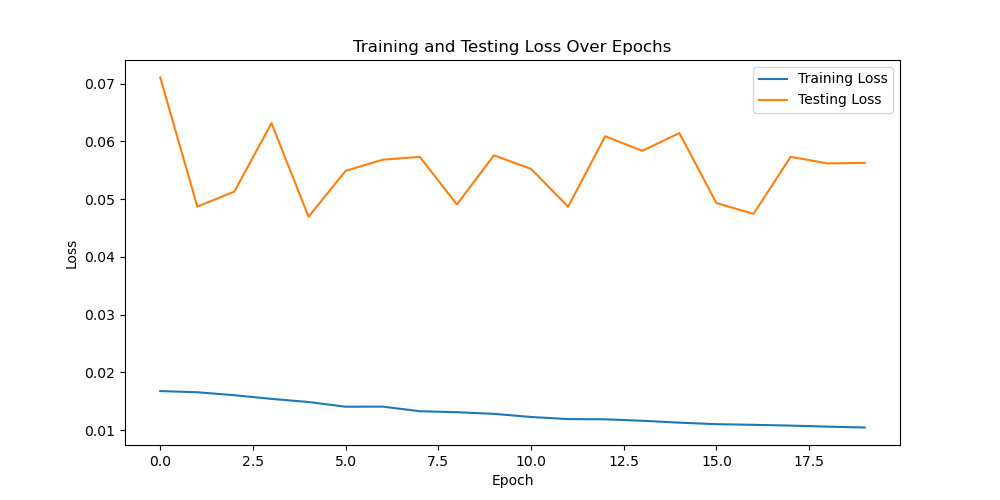 Training and Testing Loss Over Epochs
Training Loss
Testing Loss
0.07
0.06
0.05
0.04
0.03
0.02
0.01
Loss
0.0 2.5 5.0 7.5 10.0 12.5 15.0 17.5
Epoch